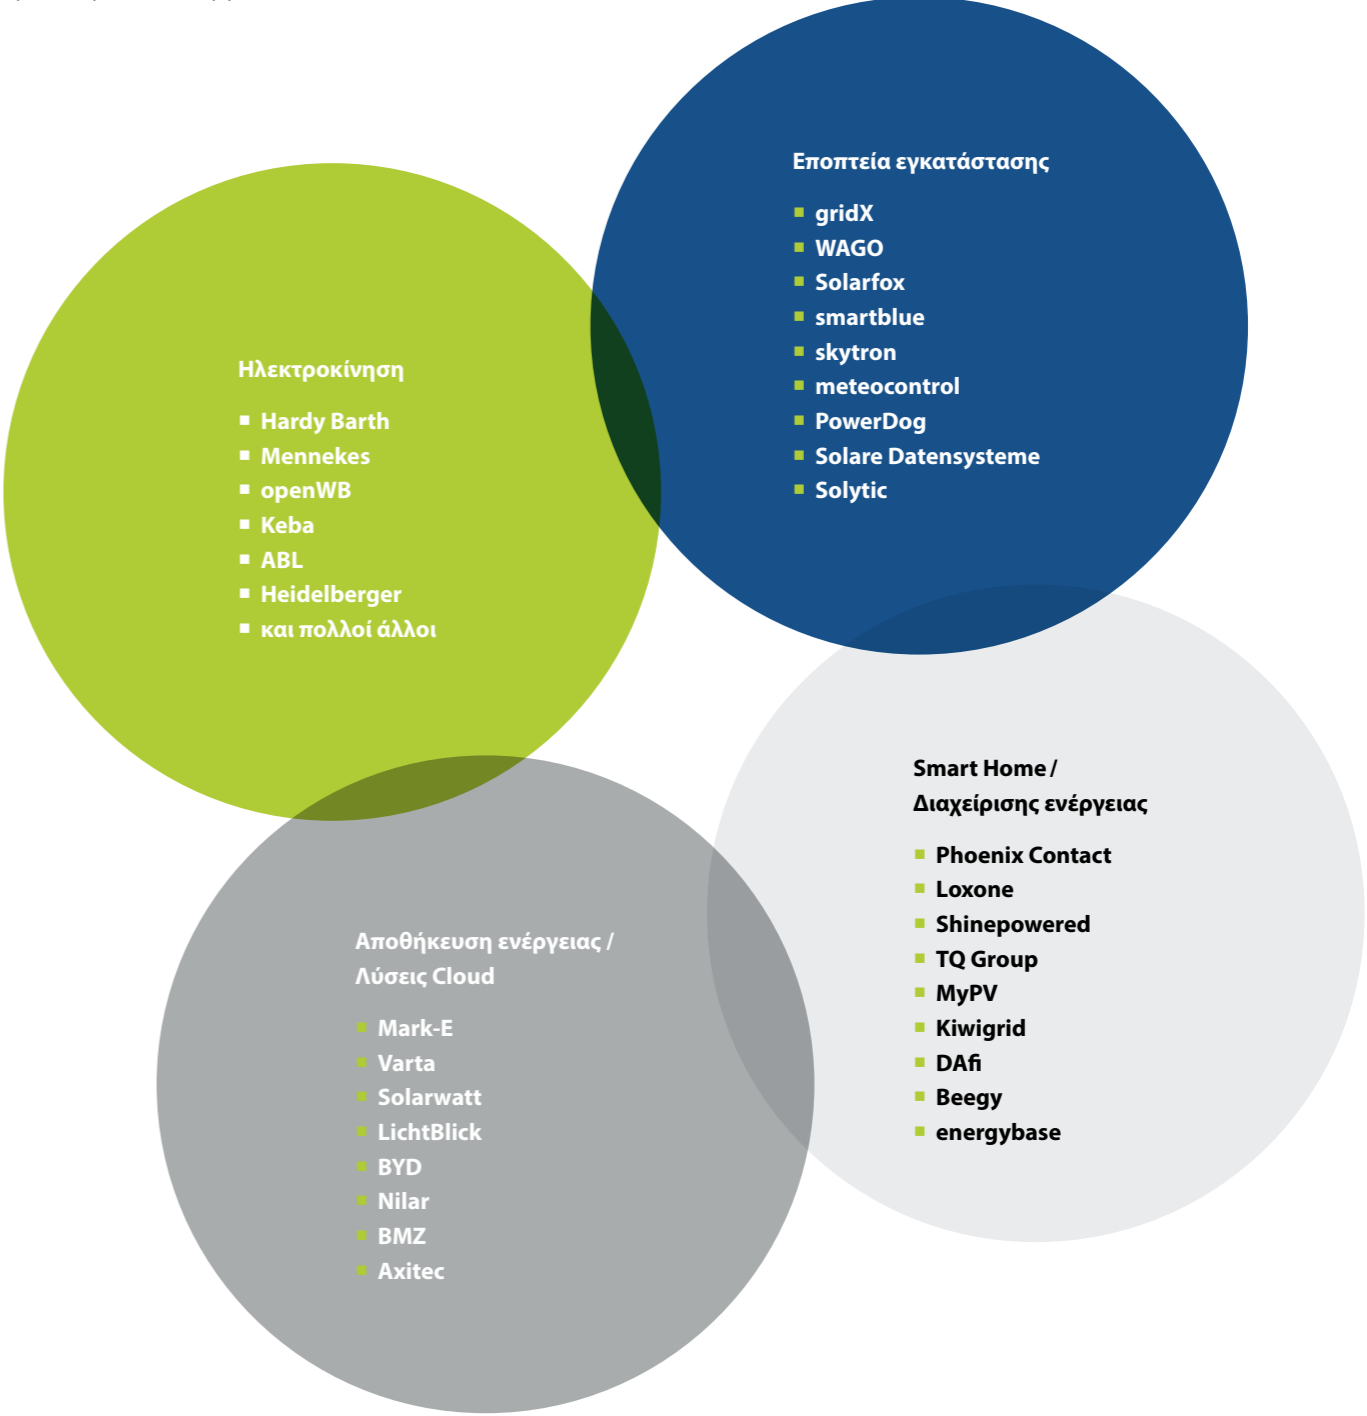 Εποπτεία εγκατάστασης
gridX
WAGO
Solarfox
smartblue
skytron
meteocontrol
PowerDog
Solare Datensysteme
Solytic
Ηλεκτροκίνηση
Hardy Barth
Mennekes
openWB
Keba
ABL
Heidelberger
και πολλοί άλλοι
Smart Home /
Διαχείρισης ενέργειας
Phoenix Contact
Loxone
Shinepowered
TQ Group
MyPV
Kiwigrid
DAfi
Beegy
energybase
Αποθήκευση ενέργειας /
Λύσεις Cloud
Mark-E
Varta
Solarwatt
LichtBlick
BYD
Nilar
BMZ
Axitec